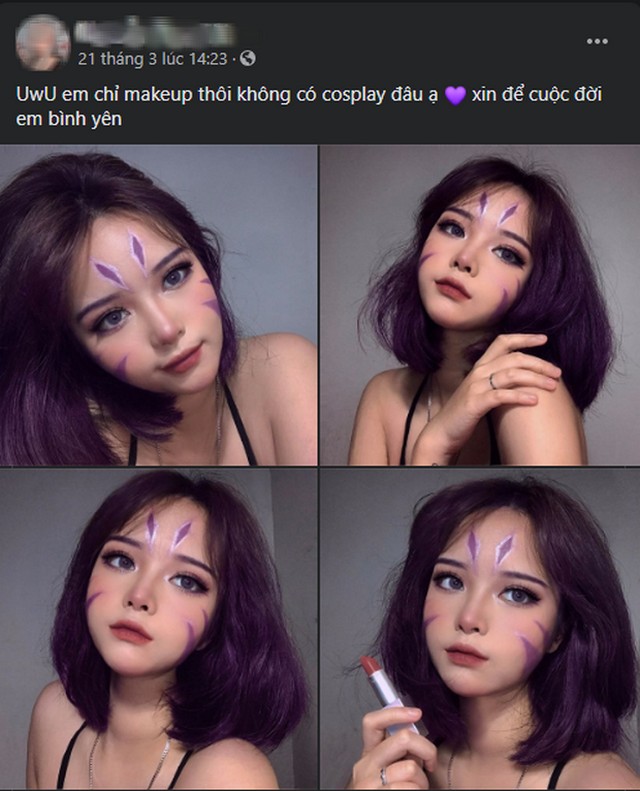 21 tháng 3 lúc 14:23 ·
UwU em chỉ makeup thôi không có cosplay đâu ạ 💜 xin để cuộc đời
em bình yên